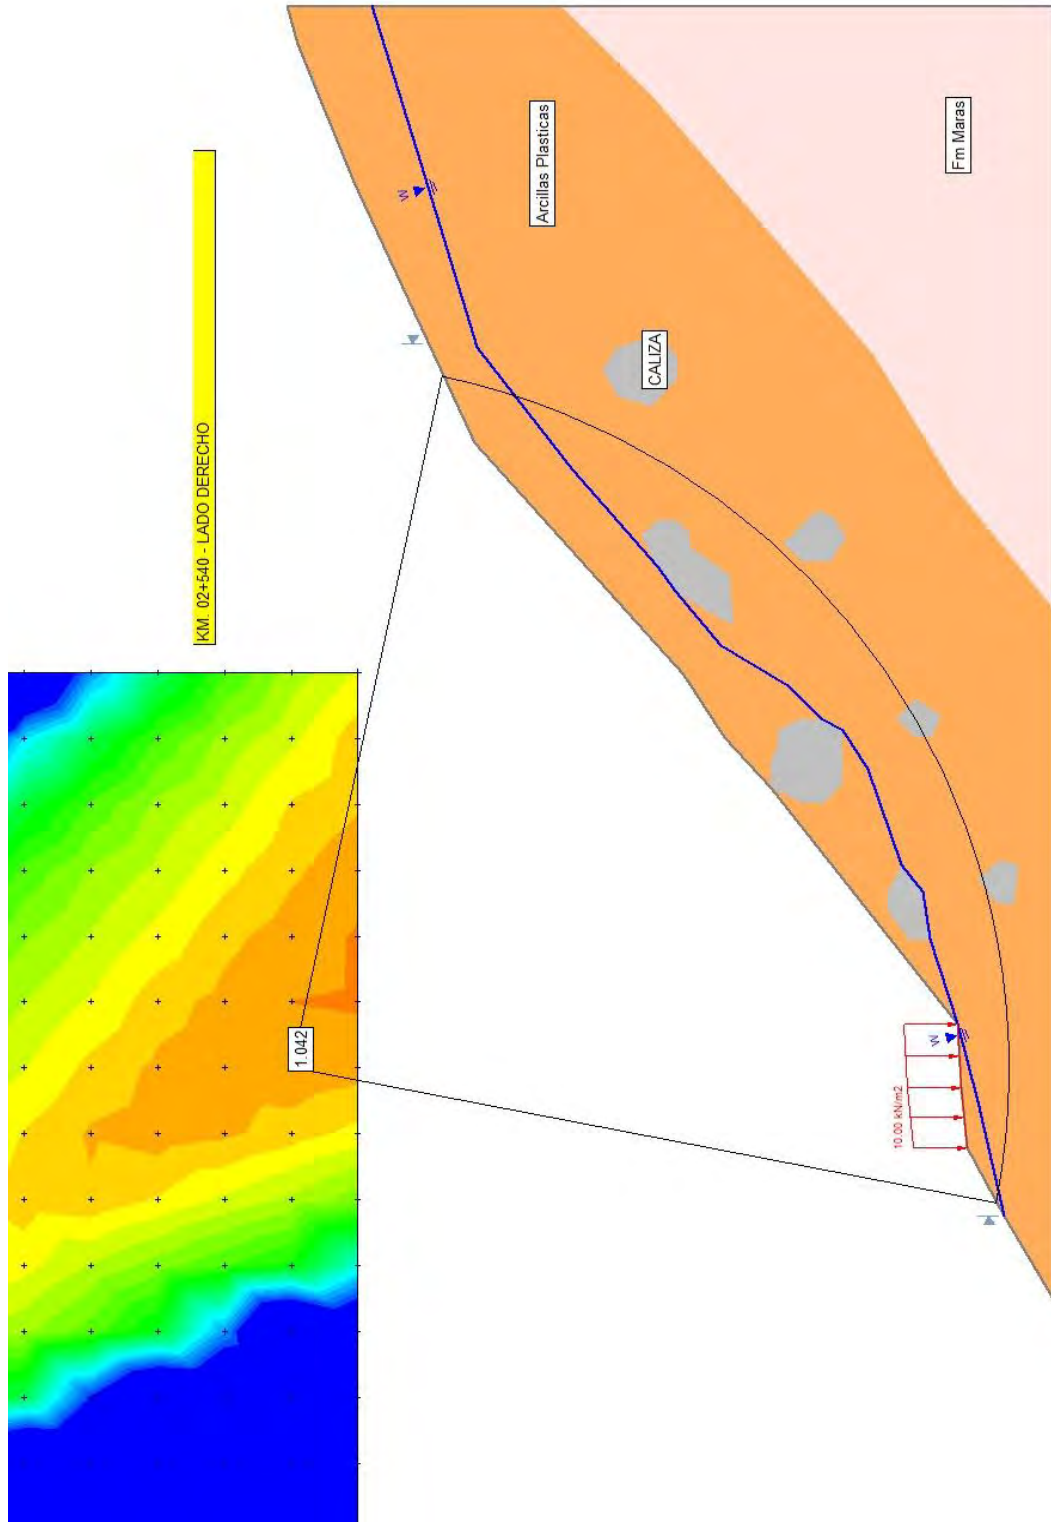 KM. 02+540 - LADO DERECHO
1.042
Arcillas Plasticas
CALIZA
Fm Maras
W
W
10.00 kN/m2